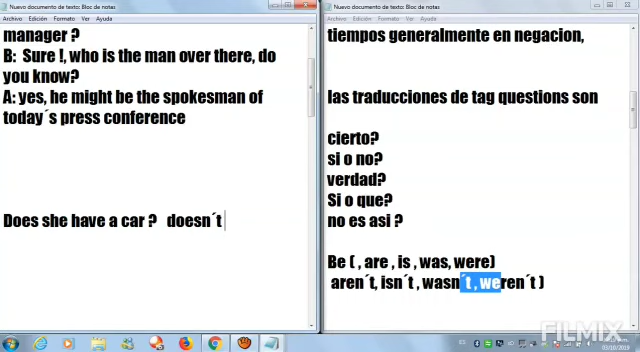 Nuevo documento de texto: Bloc de notas
Archivo Edición Formato Ver Ayuda
manager ?
B: Sure !, who is the man over there, do
you know?
A: yes, he might be the spokesman of
today´s press conference
Does she have a car ? doesn´t
Nuevo documento de texto: Bloc de notas
Archivo Edición Formato Ver Ayuda
tiempos generalmente en negacion,
las traducciones de tag questions son
cierto?
si o no?
verdad?
Si o que?
no es asi ?
Be ( , are , is , was, were)
aren´t, isn´t , wasn´t , weren´t )
ES
FILMIX